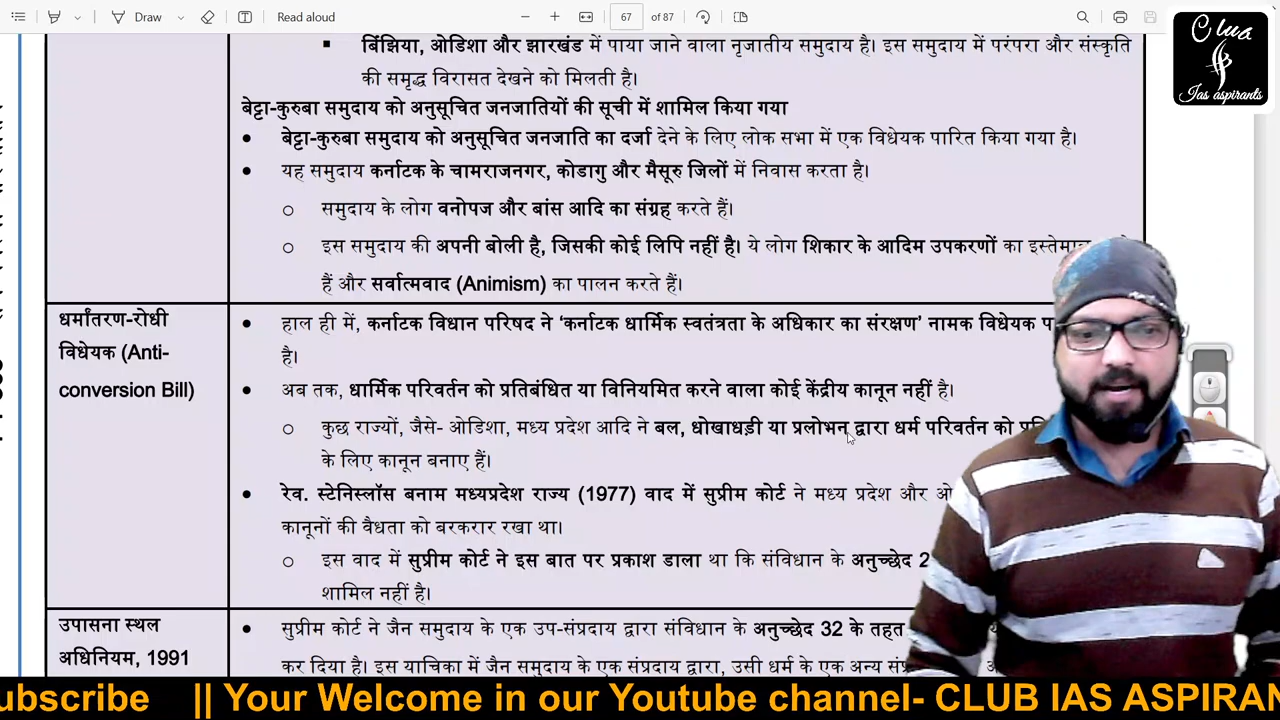 Draw
Read aloud
67 of 87
Club
Ias aspirants
बिंझिया, ओडिशा और झारखंड में पाया जाने वाला नृजातीय समुदाय है। इस समुदाय में परंपरा और संस्कृति
की समृद्ध विरासत देखने को मिलती है।
बेट्टा-कुरुबा समुदाय को अनुसूचित जनजातियों की सूची में शामिल किया गया
बेट्टा-कुरुबा समुदाय को अनुसूचित जनजाति का दर्जा देने के लिए लोक सभा में एक विधेयक पारित किया गया है।
यह समुदाय कर्नाटक के चामराजनगर, कोडागु और मैसूरु जिलों में निवास करता है।
समुदाय के लोग वनोपज और बांस आदि का संग्रह करते हैं।
इस समुदाय की अपनी बोली है, जिसकी कोई लिपि नहीं है। ये लोग शिकार के आदिम उपकरणों का
हैं और सर्वात्मवाद (Animism) का पालन करते हैं।
धर्मांतरण-रोधी
विधेयक (Anti-
conversion Bill)
हाल ही में, कर्नाटक विधान परिषद ने ‘कर्नाटक धार्मिक स्वतंत्रता के अधिकार का संरक्षण’ नामक विधेयक
है।
अब तक, धार्मिक परिवर्तन को प्रतिबंधित या विनियमित करने वाला कोई केंद्रीय कानून नहीं है।
कुछ राज्यों, जैसे- ओडिशा, मध्य प्रदेश आदि ने बल, धोखाधड़ी या प्रलोभन द्वारा धर्म परिवर्तन को
के लिए कानून बनाए हैं।
रेव. स्टेनिस्लॉस बनाम मध्यप्रदेश राज्य (1977) वाद में सुप्रीम कोर्ट ने मध्य प्रदेश और
कानूनों की वैधता को बरकरार रखा था।
इस वाद में सुप्रीम कोर्ट ने इस बात पर प्रकाश डाला था कि संविधान के अनुच्छेद 2
शामिल नहीं है।
उपासना स्थल
अधिनियम, 1991
सुप्रीम कोर्ट ने जैन समुदाय के एक उप-संप्रदाय द्वारा संविधान के अनुच्छेद 32 के तहत
कर दिया है। इस याचिका में जैन समुदाय के एक संप्रदाय द्वारा, उसी धर्म के एक अन्य
ubscribe || Your Welcome in our Youtube channel- CLUB IAS ASPIRAN